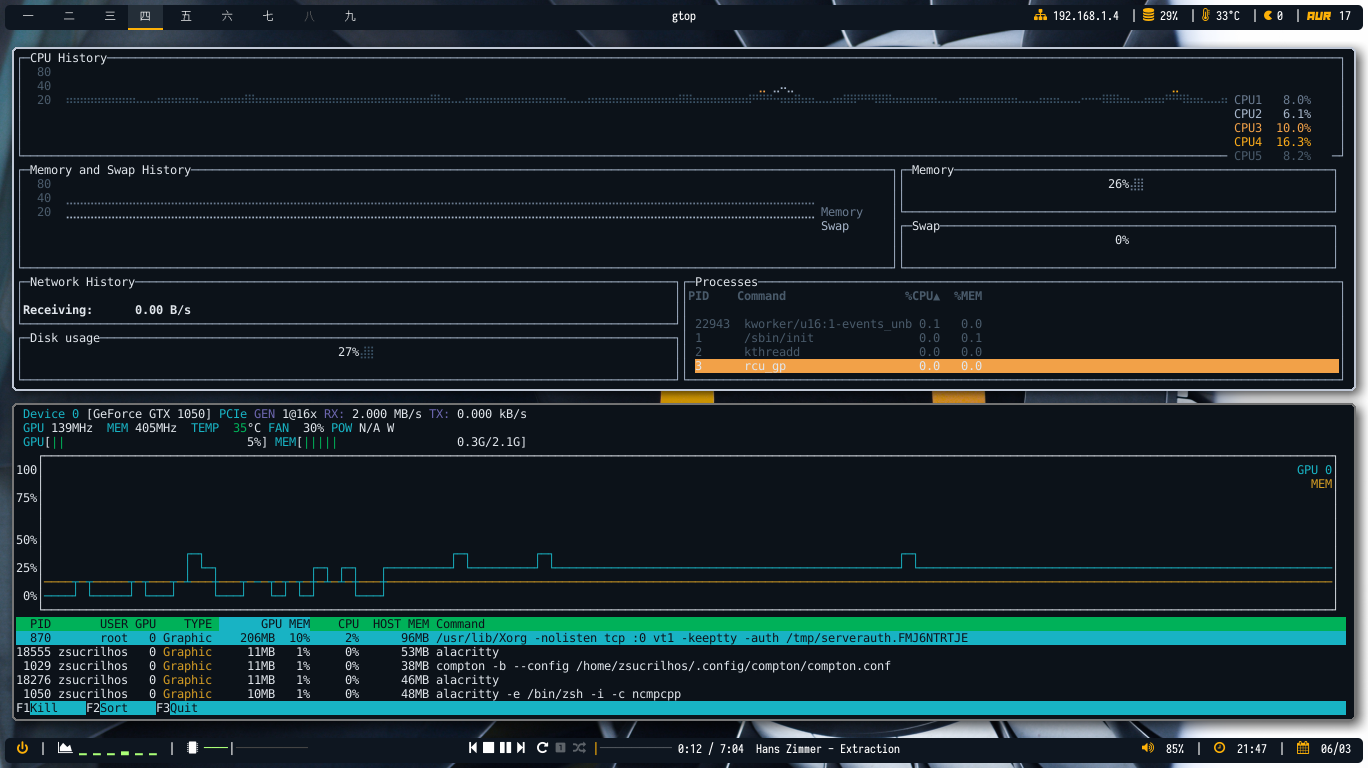 一 二 三 四 五 六 七 八 九 gtop 192.168.1.4 | 29% | 33°C | 0 | AUR 17
CPU History
80
40
20
CPU1 8.0%
CPU2 6.1%
CPU3 10.0%
CPU4 16.3%
CPU5 8.2%
Memory and Swap History
80
40
20
Memory
Swap
Memory
26%
Swap
0%
Network History
Receiving: 0.00 B/s
Disk usage
27%
Processes
PID Command %CPU▲ %MEM
22943 kworker/u16:1-events_unb 0.1 0.0
1 /sbin/init 0.0 0.1
2 kthreadd 0.0 0.0
3 rcu_gp 0.0 0.0
Device 0 [GeForce GTX 1050] PCIe GEN 1@16x RX: 2.000 MB/s TX: 0.000 kB/s
GPU 139MHz MEM 405MHz TEMP 35°C FAN 30% POW N/A W
GPU[|| 5%] MEM[||||| 0.3G/2.1G]
100
75%
50%
25%
0%
GPU 0
MEM
PID USER GPU TYPE GPU MEM CPU HOST MEM Command
870 root 0 Graphic 206MB 10% 2% 96MB /usr/lib/Xorg -nolisten tcp :0 vt1 -keeptty -auth /tmp/serverauth.FMJ6NTRTJE
18555 zsucrilhos 0 Graphic 11MB 1% 0% 53MB alacritty
1029 zsucrilhos 0 Graphic 11MB 1% 0% 38MB compton -b --config /home/zsucrilhos/.config/compton/compton.conf
18276 zsucrilhos 0 Graphic 11MB 1% 0% 46MB alacritty
1050 zsucrilhos 0 Graphic 10MB 1% 0% 48MB alacritty -e /bin/zsh -i -c ncmpcpp
F1Kill F2Sort F3Quit
0:12 / 7:04 Hans Zimmer - Extraction 85% | 21:47 | 06/03